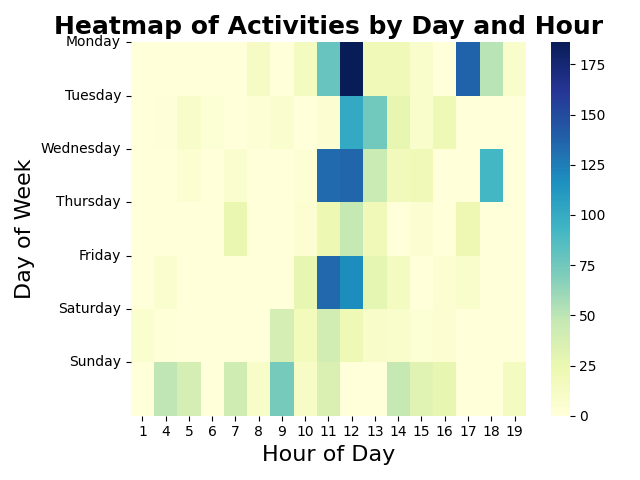 Heatmap of Activities by Day and Hour
Monday
Tuesday
Wednesday
Thursday
Friday
Saturday
Sunday
Day of Week
1 4 5 6 7 8 9 10 11 12 13 14 15 16 17 18 19
Hour of Day
175
150
125
100
75
50
25
0